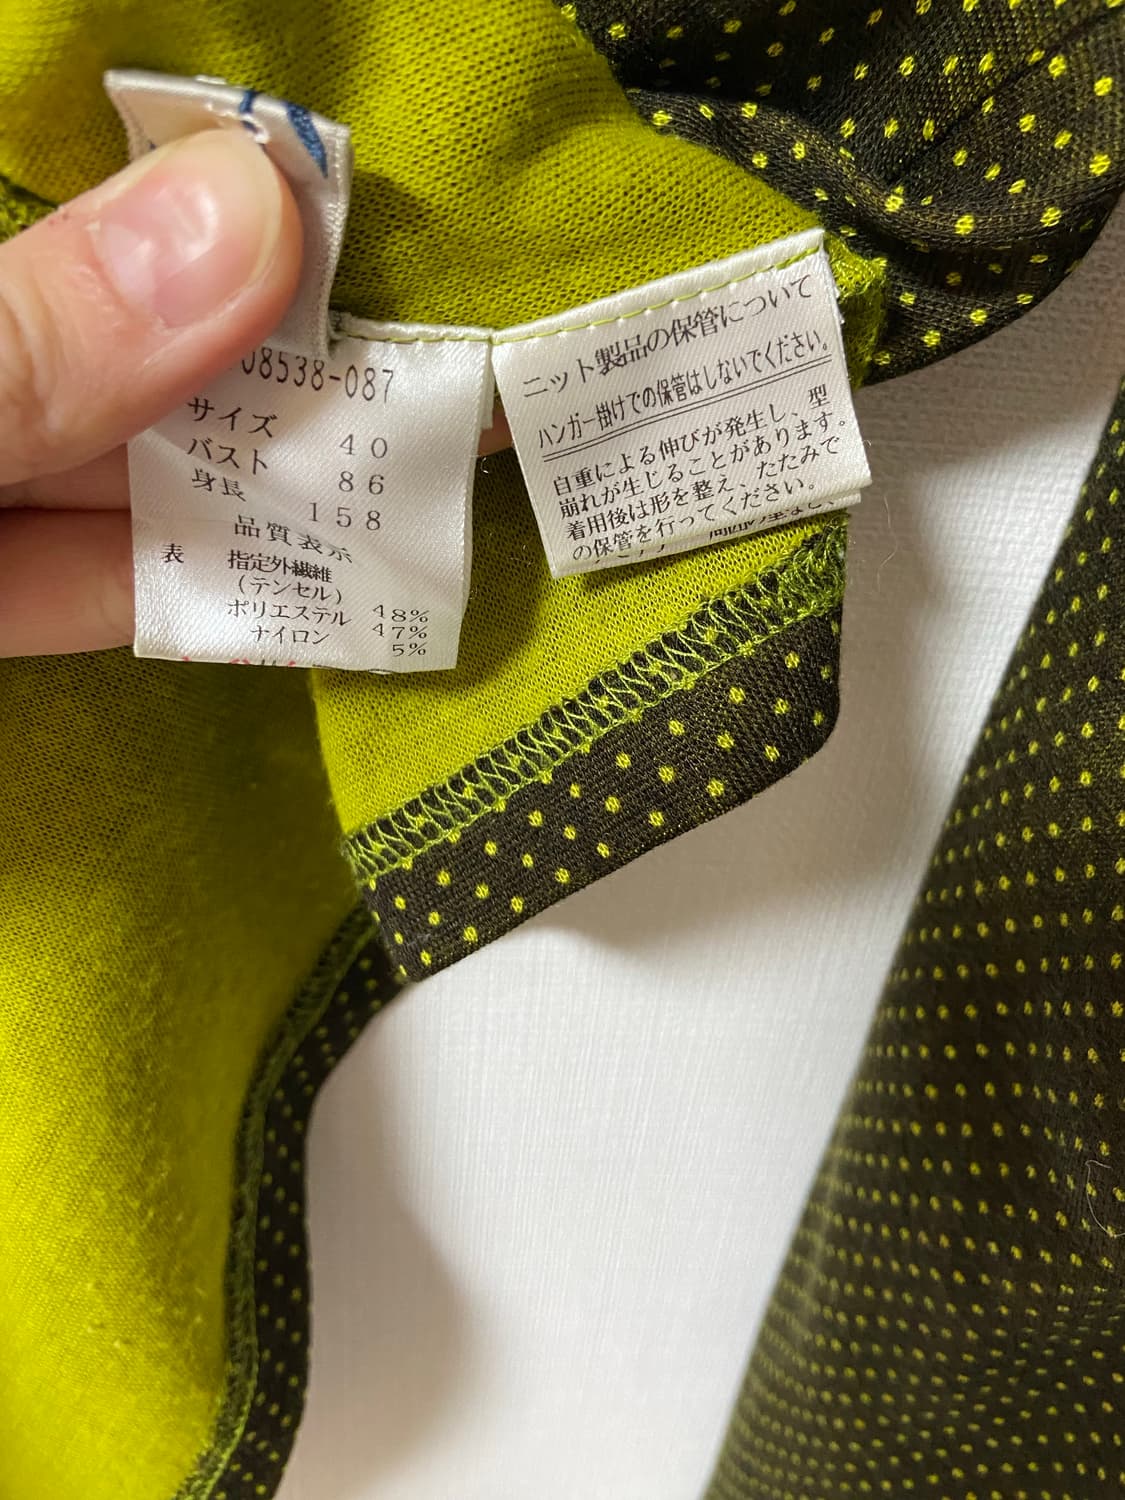 08538-087
サイズ 40
バスト 86
身長 158
品質表示
表 指定外繊維
(テンセル) 48%
ポリエステル 47%
ナイロン 5%
ニット製品の保管について
ハンガー掛けでの保管はしないでください。
自重による伸びが発生し、型
崩れが生じることがあります。
着用後は形を整え、たたみで
の保管を行ってください。